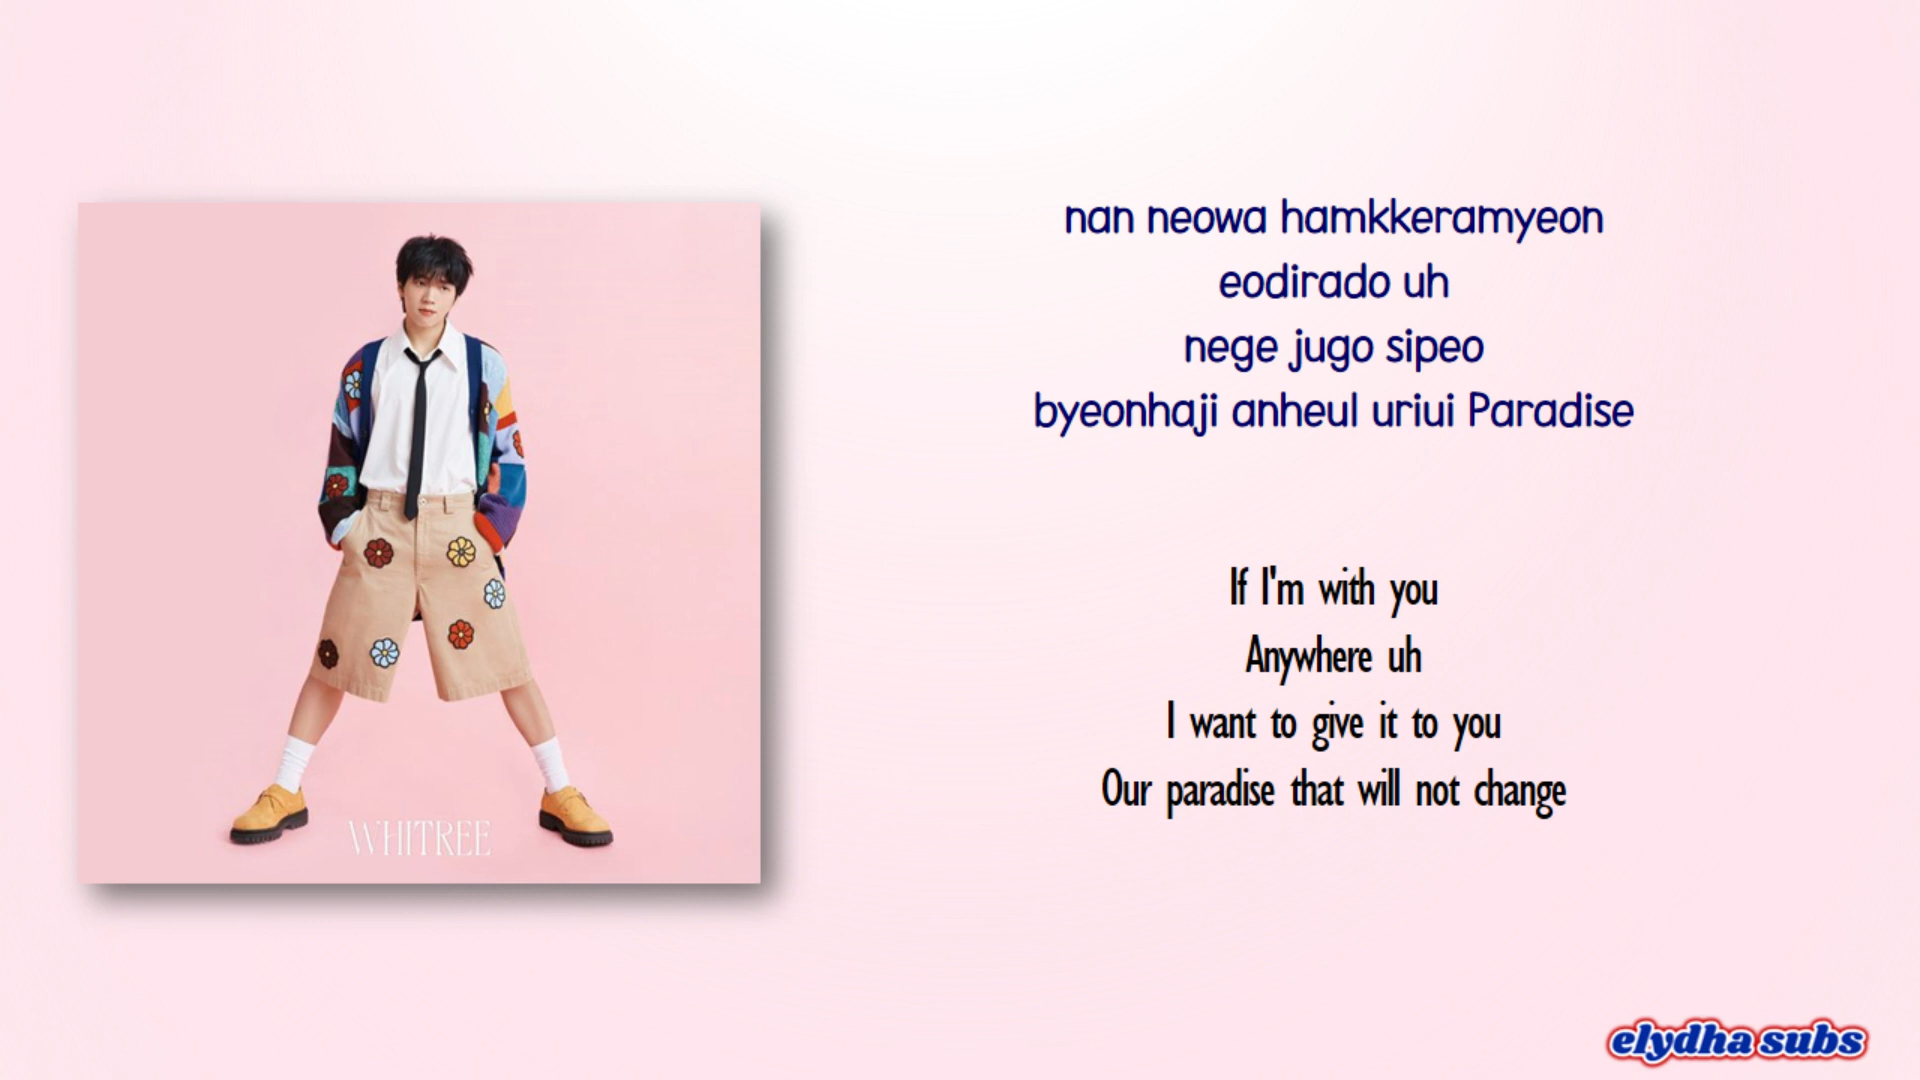 nan neowa hamkkeramyeon
eodirado uh
nege jugo sipeo
byeonhaji anheul uriui Paradise
If I'm with you
Anywhere uh
I want to give it to you
Our paradise that will not change
WHITREE
elydha subs